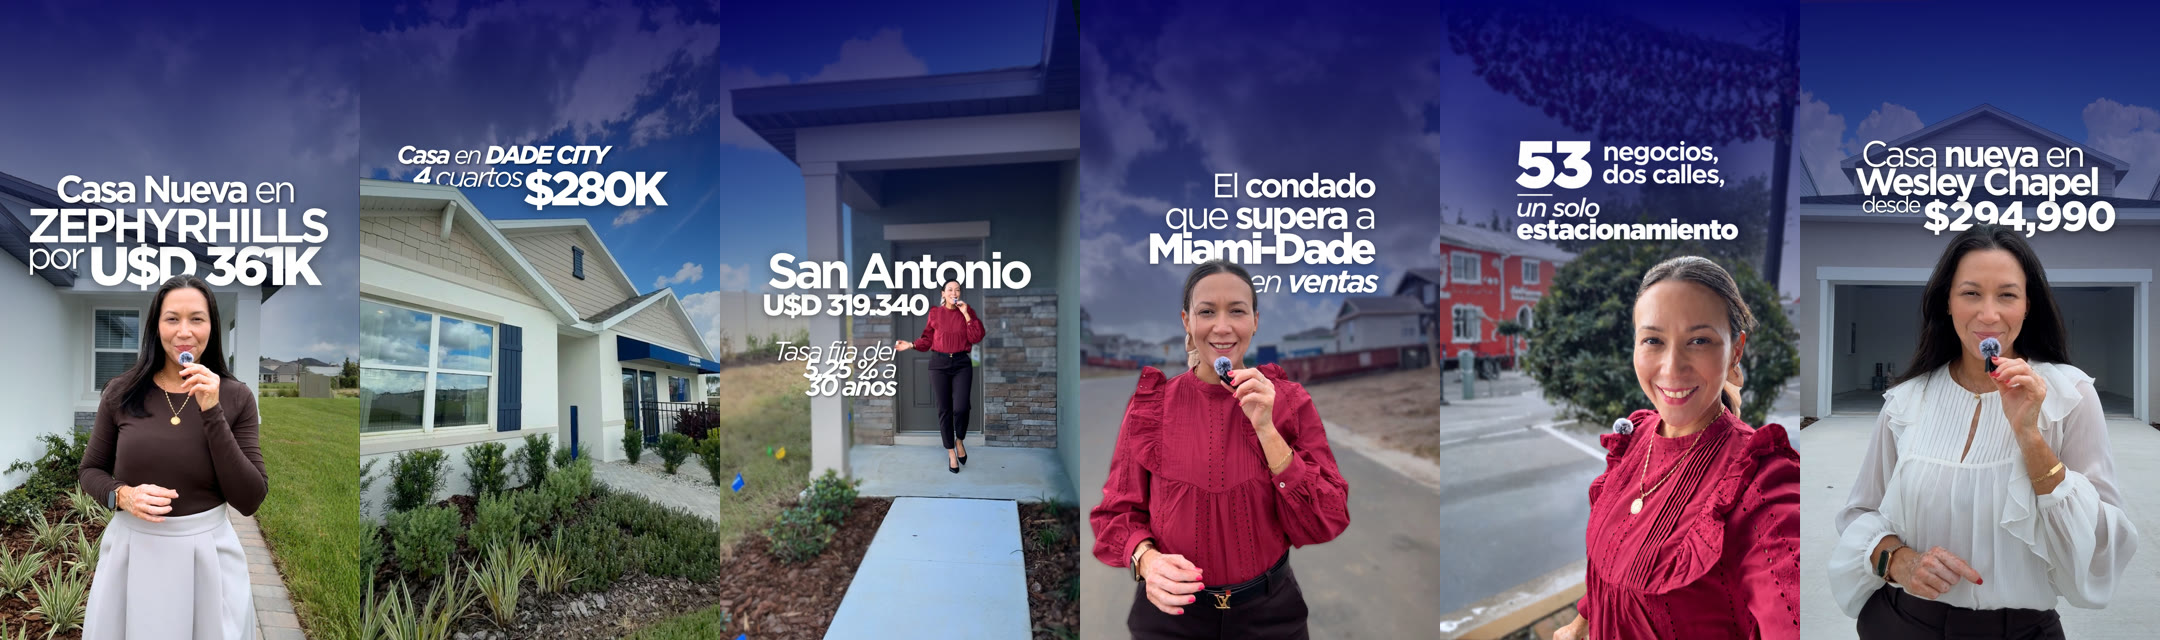 Casa Nueva en
ZEPHYRHILLS
por U$D 361K
Casa en DADE CITY
4 cuartos $280K
San Antonio
U$D 319.340
Tasa fija del
5,25 % a
30 años
El condado
que supera a
Miami-Dade
en ventas
53 negocios,
dos calles,
un solo
estacionamiento
Casa nueva en
Wesley Chapel
desde $294,990